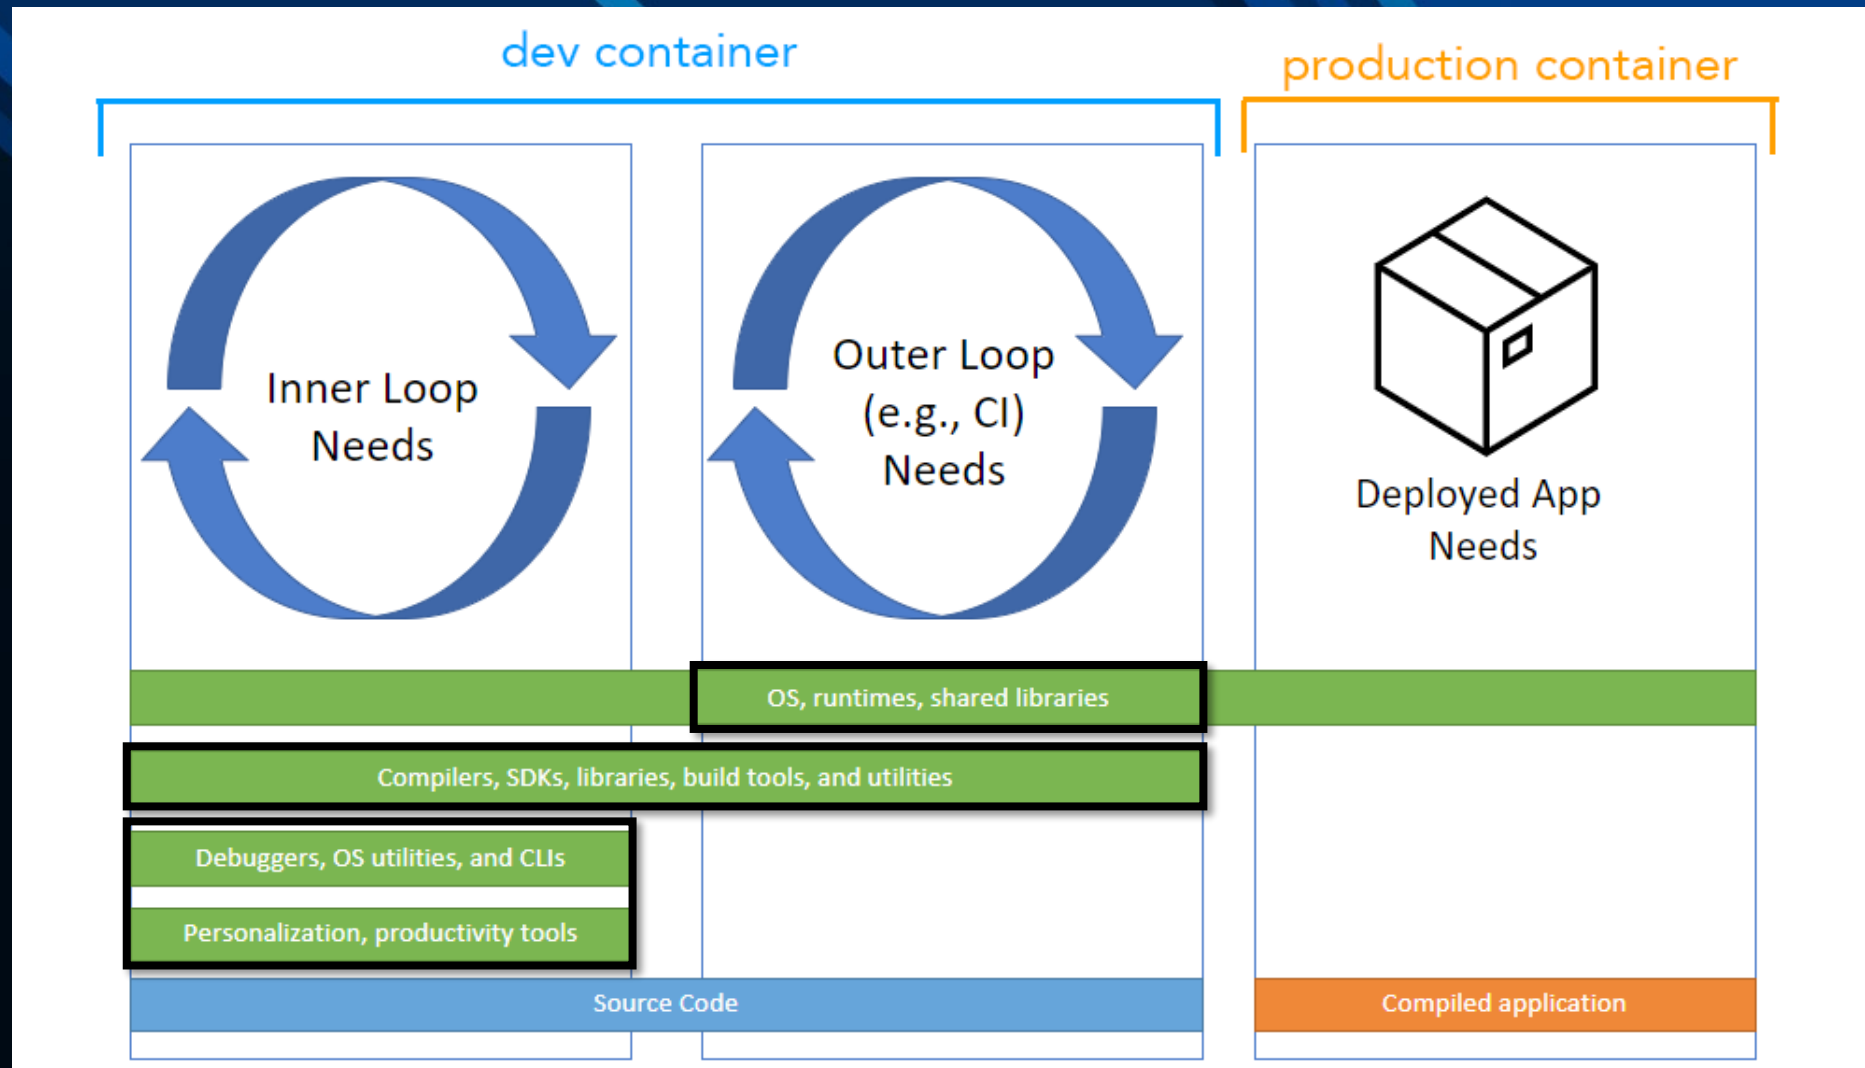 dev container
production container
Inner Loop
Needs
Outer Loop
(e.g., CI)
Needs
Deployed App
Needs
OS, runtimes, shared libraries
Compilers, SDKs, libraries, build tools, and utilities
Debuggers, OS utilities, and CLIs
Personalization, productivity tools
Source Code
Compiled application